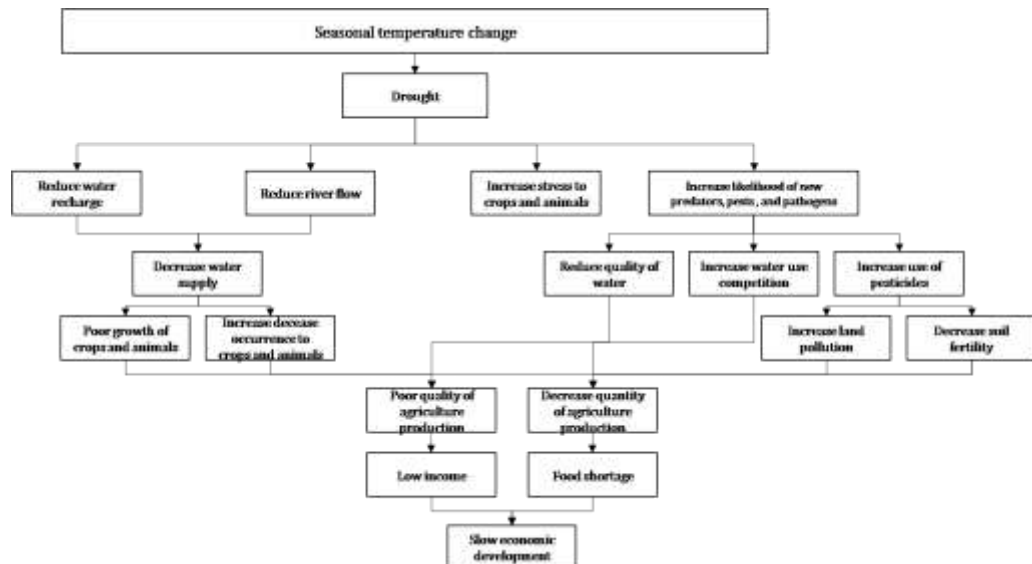 Seasonal temperature change
Drought
Reduce water
recharge
Reduce river flow
Increase stress to
crops and animals
Increase likelihood of new
predators, pests, and pathogens
Decrease water
supply
Reduce quality of
water
Increase water use
competition
Increase use of
pesticides
Poor growth of
crops and animals
Increase decease
occurrence to
crops and animals
Increase land
pollution
Decrease soil
fertility
Poor quality of
agriculture
production
Decrease quantity
of agriculture
production
Low income
Food shortage
Slow economic
development